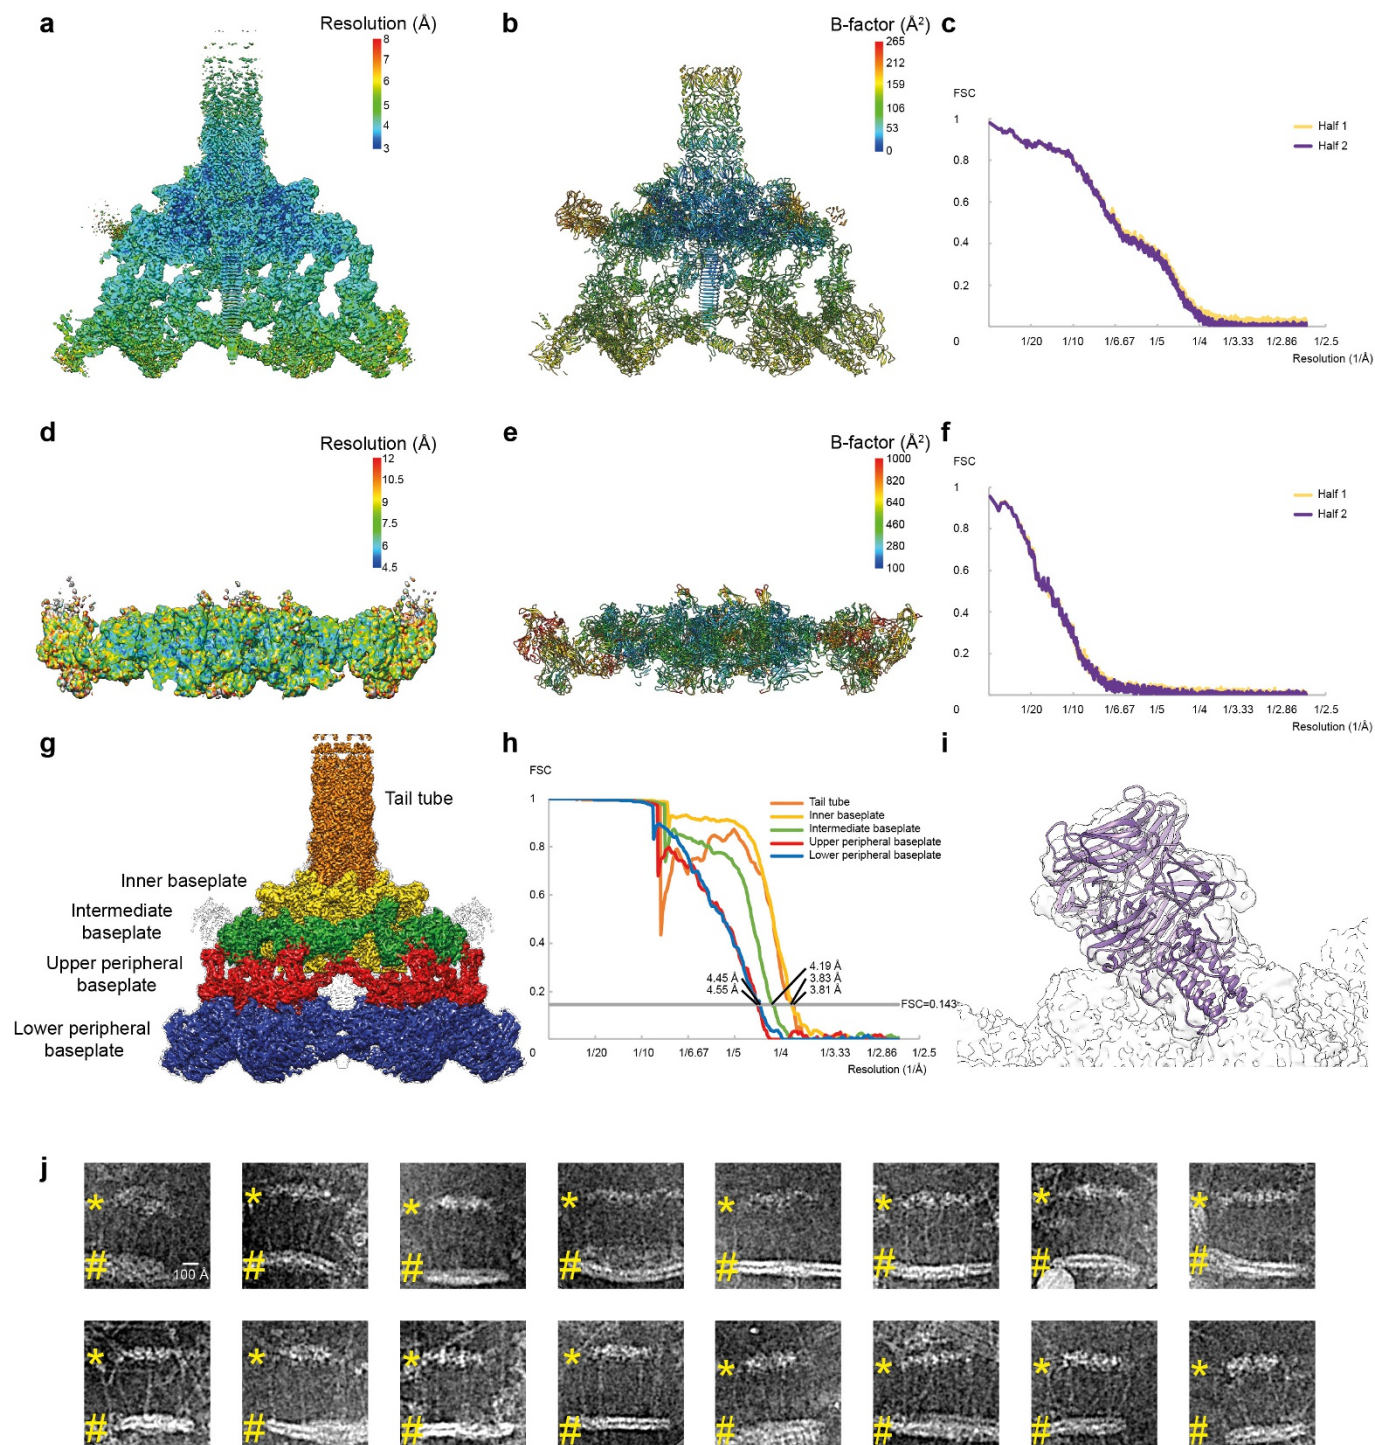 a
Resolution (Å)
8
7
6
5
4
3
b
B-factor (Å²)
265
212
159
106
53
0
c
FSC
1
0.8
0.6
0.4
0.2
0
Half 1
Half 2
1/20 1/10 1/6.67 1/5 1/4 1/3.33 1/2.86 1/2.5
Resolution (1/Å)
d
Resolution (Å)
12
10.5
9
7.5
6
4.5
e
B-factor (Å²)
1000
820
640
460
280
100
f
FSC
1
0.8
0.6
0.4
0.2
0
Half 1
Half 2
1/20 1/10 1/6.67 1/5 1/4 1/3.33 1/2.86 1/2.5
Resolution (1/Å)
g
Tail tube
Inner baseplate
Intermediate
baseplate
Upper peripheral
baseplate
Lower peripheral
baseplate
h
FSC
1
0.8
0.6
0.4
0.2
0
Tail tube
Inner baseplate
Intermediate baseplate
Upper peripheral baseplate
Lower peripheral baseplate
4.45 Å
4.55 Å
4.19 Å
3.83 Å
3.81 Å
FSC=0.143
1/20 1/10 1/6.67 1/5 1/4 1/3.33 1/2.86 1/2.5
Resolution (1/Å)
i
j
* * * * * * * *
# # # # # # # #
100 Å
* * * * * * * *
# # # # # # # #